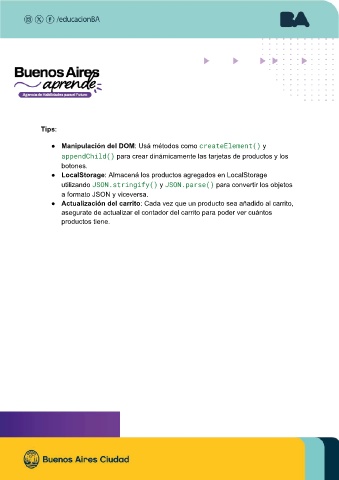 /educacionBA
BA
Buenos Aires
aprende
Agencia de Habilidades para el Futuro
Tips:
● Manipulación del DOM: Usá métodos como createElement() y
appendChild() para crear dinámicamente las tarjetas de productos y los
botones.
● LocalStorage: Almacená los productos agregados en LocalStorage
utilizando JSON.stringify() y JSON.parse() para convertir los objetos
a formato JSON y viceversa.
● Actualización del carrito: Cada vez que un producto sea añadido al carrito,
asegurate de actualizar el contador del carrito para poder ver cuántos
productos tiene.
Buenos Aires Ciudad